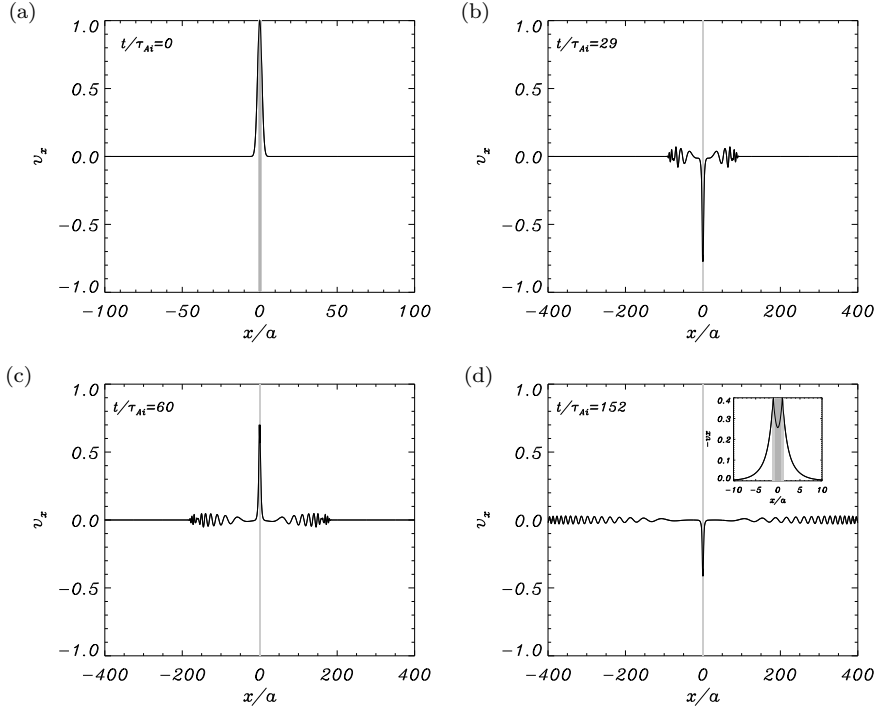 (a)
t/τAi=0
1.0
0.5
0.0
−0.5
−1.0
vx
−100
−50
0
50
100
x/a
(b)
t/τAi=29
1.0
0.5
0.0
−0.5
−1.0
vx
−400
−200
0
200
400
x/a
(c)
t/τAi=60
1.0
0.5
0.0
−0.5
−1.0
vx
−400
−200
0
200
400
x/a
(d)
t/τAi=152
1.0
0.5
0.0
−0.5
−1.0
vx
−400
−200
0
200
400
x/a
0.4
0.3
0.2
0.1
0.0
−vx
−10
−5
0
5
10
x/a